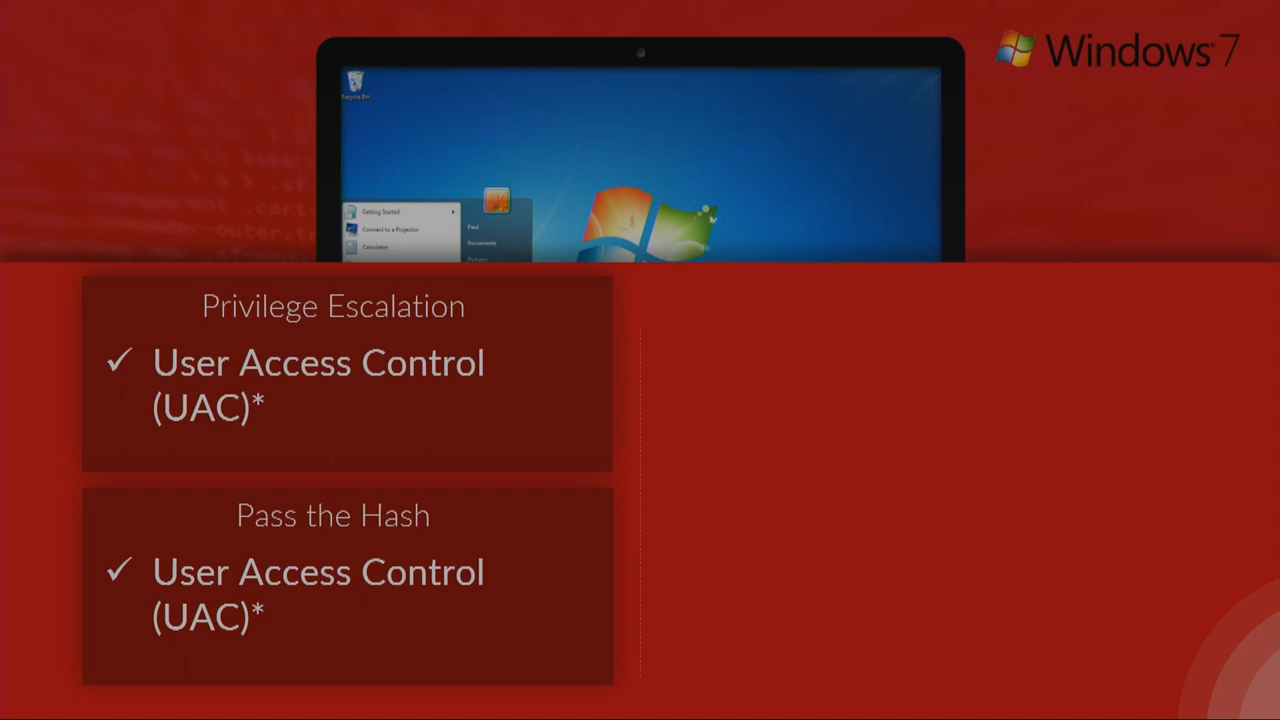 Windows 7
Recycle Bin
Getting Started
Paul
Connect to a Projector
Documents
Calculator
Pictures
Privilege Escalation
✓ User Access Control
(UAC)*
Pass the Hash
✓ User Access Control
(UAC)*